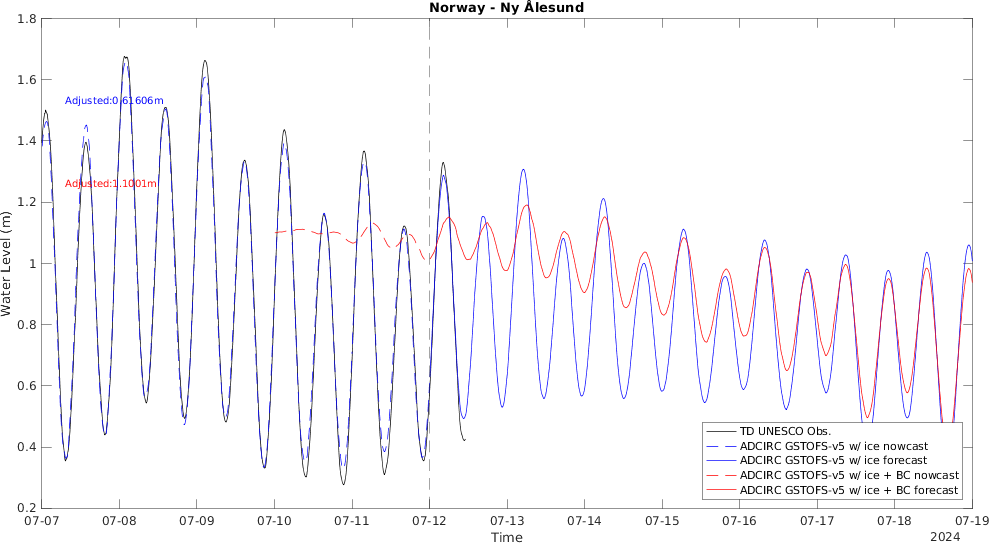 Norway - Ny Ålesund
1.8
1.6
1.4
1.2
1
0.8
0.6
0.4
0.2
Water Level (m)
Adjusted:0.61606m
Adjusted:1.1001m
TD UNESCO Obs.
ADCIRC GSTOFS-v5 w/ ice nowcast
ADCIRC GSTOFS-v5 w/ ice forecast
ADCIRC GSTOFS-v5 w/ ice + BC nowcast
ADCIRC GSTOFS-v5 w/ ice + BC forecast
07-07 07-08 07-09 07-10 07-11 07-12 07-13 07-14 07-15 07-16 07-17 07-18 07-19
Time
2024